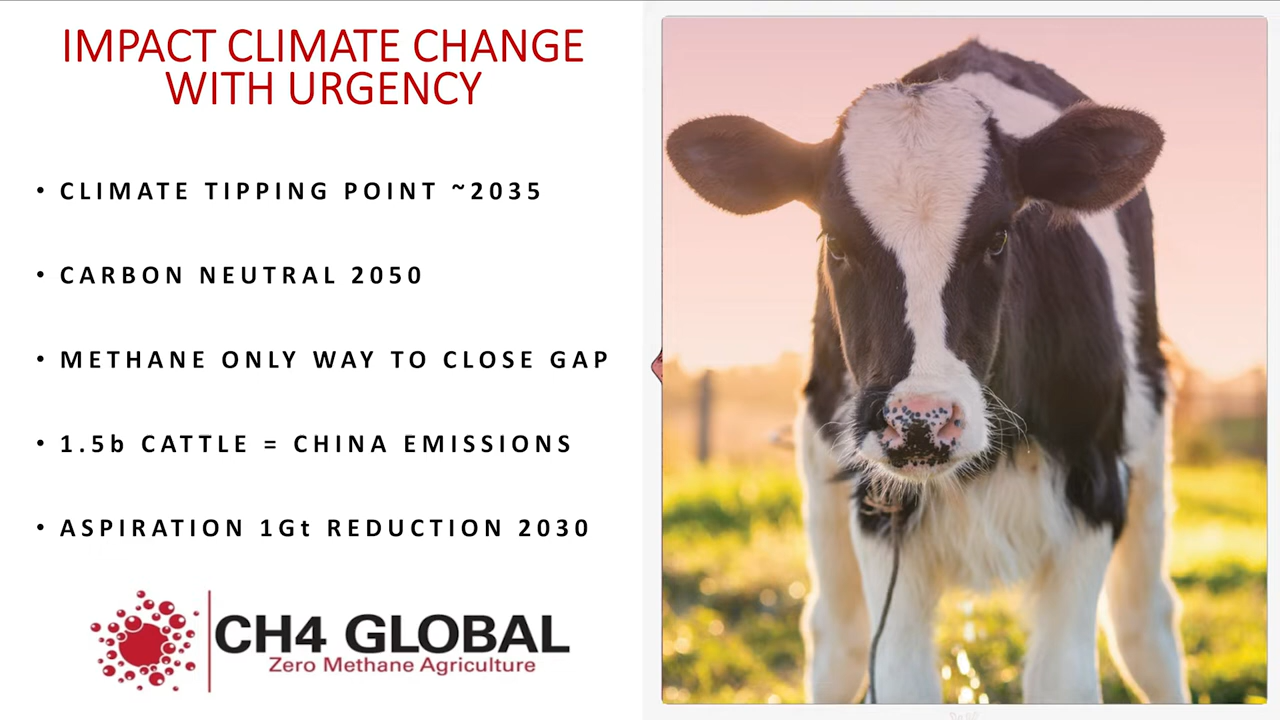 IMPACT CLIMATE CHANGE
WITH URGENCY
• CLIMATE TIPPING POINT ~2035
• CARBON NEUTRAL 2050
• METHANE ONLY WAY TO CLOSE GAP
• 1.5b CATTLE = CHINA EMISSIONS
• ASPIRATION 1Gt REDUCTION 2030
CH4 GLOBAL
Zero Methane Agriculture